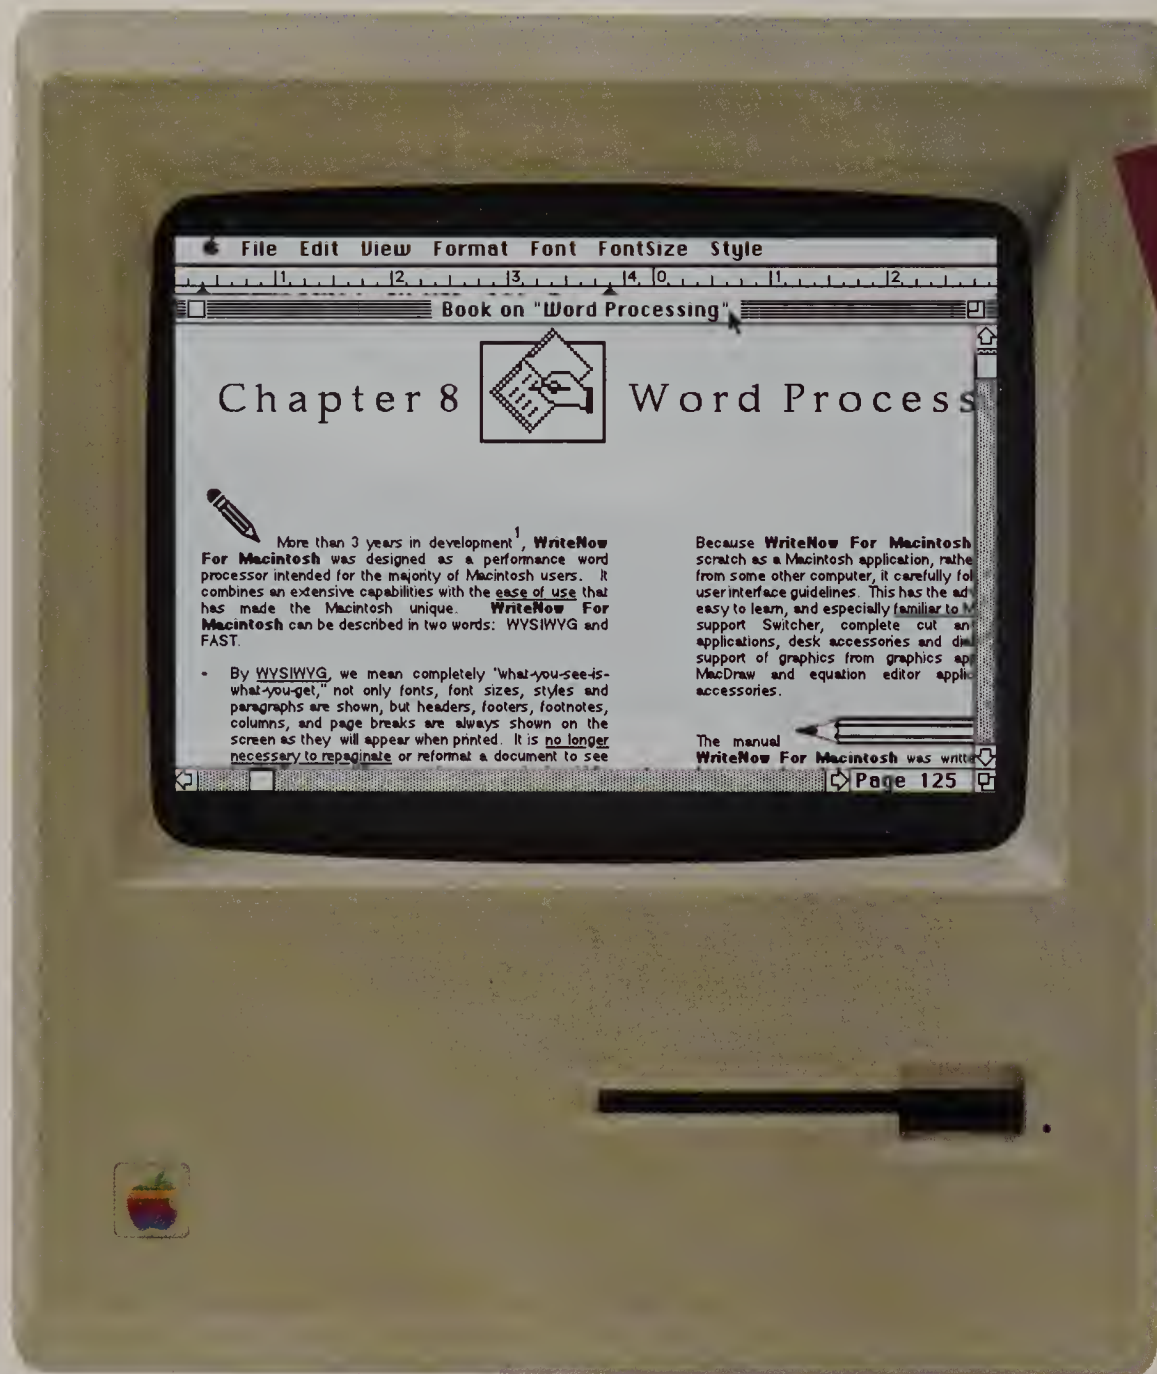 File Edit View Format Font FontSize Style
1 2 3 4 0 1 2
Book on "Word Processing"
Chapter 8 Word Process
More than 3 years in development1, WriteNow
For Macintosh was designed as a performance word
processor intended for the majority of Macintosh users. It
combines an extensive capabilities with the ease of use that
has made the Macintosh unique. WriteNow For
Macintosh can be described in two words: WYSIWYG and
FAST.
• By WYSIWYG, we mean completely "what-you-see-is-
what-you-get," not only fonts, font sizes, styles and
paragraphs are shown, but headers, footers, footnotes,
columns, and page breaks are always shown on the
screen as they will appear when printed. It is no longer
necessary to repaginate or reformat a document to see
Because WriteNow For Macintosh
scratch as a Macintosh application, rathe
from some other computer, it carefully fol
user interface guidelines. This has the ad
easy to learn, and especially familiar to M
support Switcher, complete cut an
applications, desk accessories and di
support of graphics from graphics ap
MacDraw and equation editor applic
accessories.
The manual
WriteNow For Macintosh was writte
Page 125